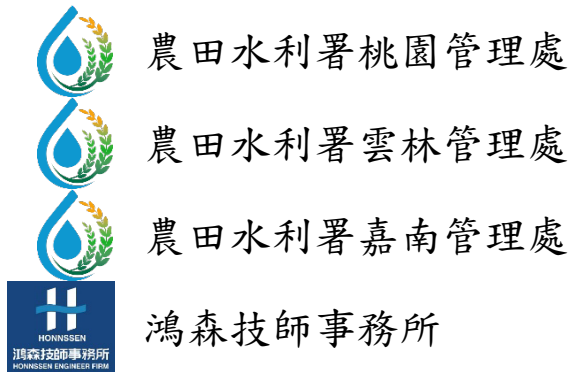 農田水利署桃園管理處
農田水利署雲林管理處
農田水利署嘉南管理處
HONNSSEN
鴻森技師事務所
HONNSSEN ENGINEER FIRM
鴻森技師事務所